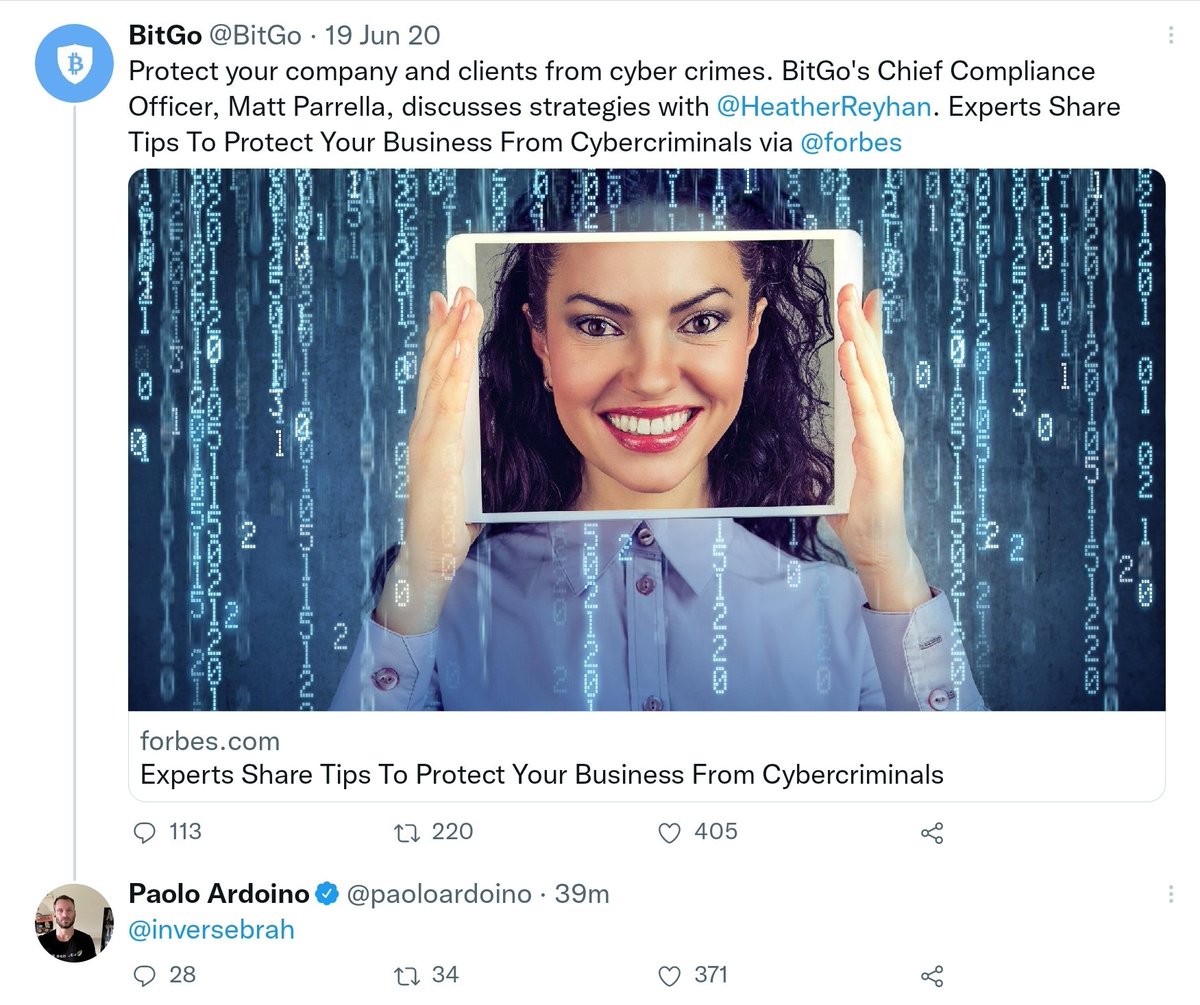 BitGo @BitGo · 19 Jun 20
Protect your company and clients from cyber crimes. BitGo's Chief Compliance
Officer, Matt Parrella, discusses strategies with @HeatherReyhan. Experts Share
Tips To Protect Your Business From Cybercriminals via @forbes
forbes.com
Experts Share Tips To Protect Your Business From Cybercriminals
113 220 405
Paolo Ardoino @paoloardoino · 39m
@inversebrah
28 34 371